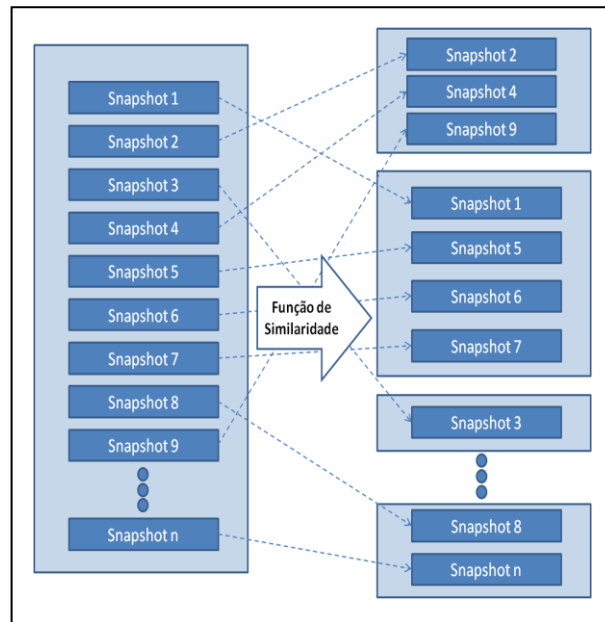 Snapshot 1
Snapshot 2
Snapshot 3
Snapshot 4
Snapshot 5
Snapshot 6
Snapshot 7
Snapshot 8
Snapshot 9
Snapshot n
Função de
Similaridade
Snapshot 2
Snapshot 4
Snapshot 9
Snapshot 1
Snapshot 5
Snapshot 6
Snapshot 7
Snapshot 3
Snapshot 8
Snapshot n